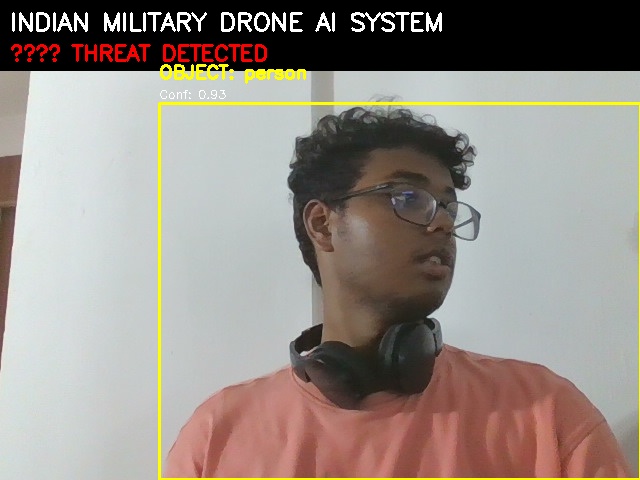 INDIAN MILITARY DRONE AI SYSTEM
???? THREAT DETECTED
OBJECT: person
Conf: 0.93